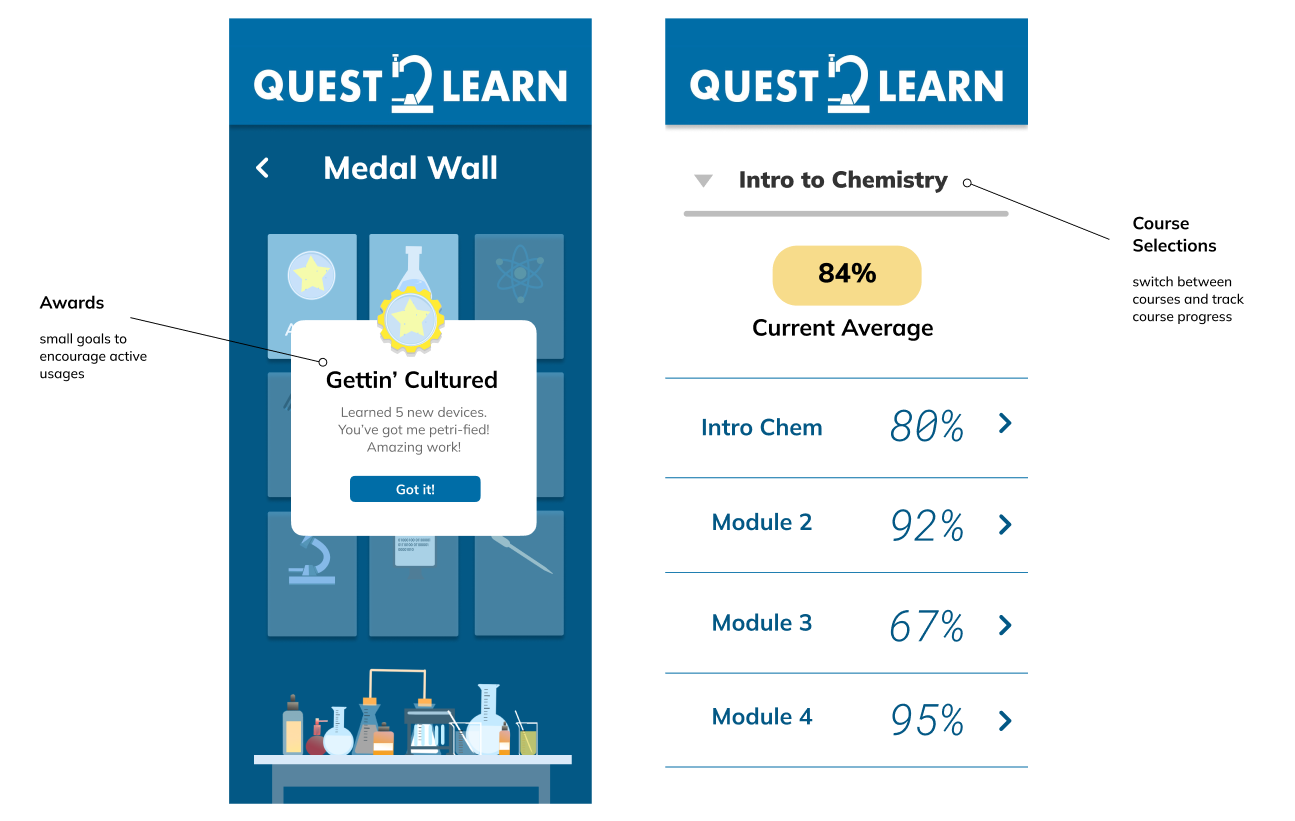 QUEST 2 LEARN
Medal Wall
A
Gettin’ Cultured
Learned 5 new devices.
You’ve got me petri-fied!
Amazing work!
Got it!
Awards
small goals to
encourage active
usages
QUEST 2 LEARN
Intro to Chemistry
84%
Current Average
Intro Chem 80%
Module 2 92%
Module 3 67%
Module 4 95%
Course
Selections
switch between
courses and track
course progress